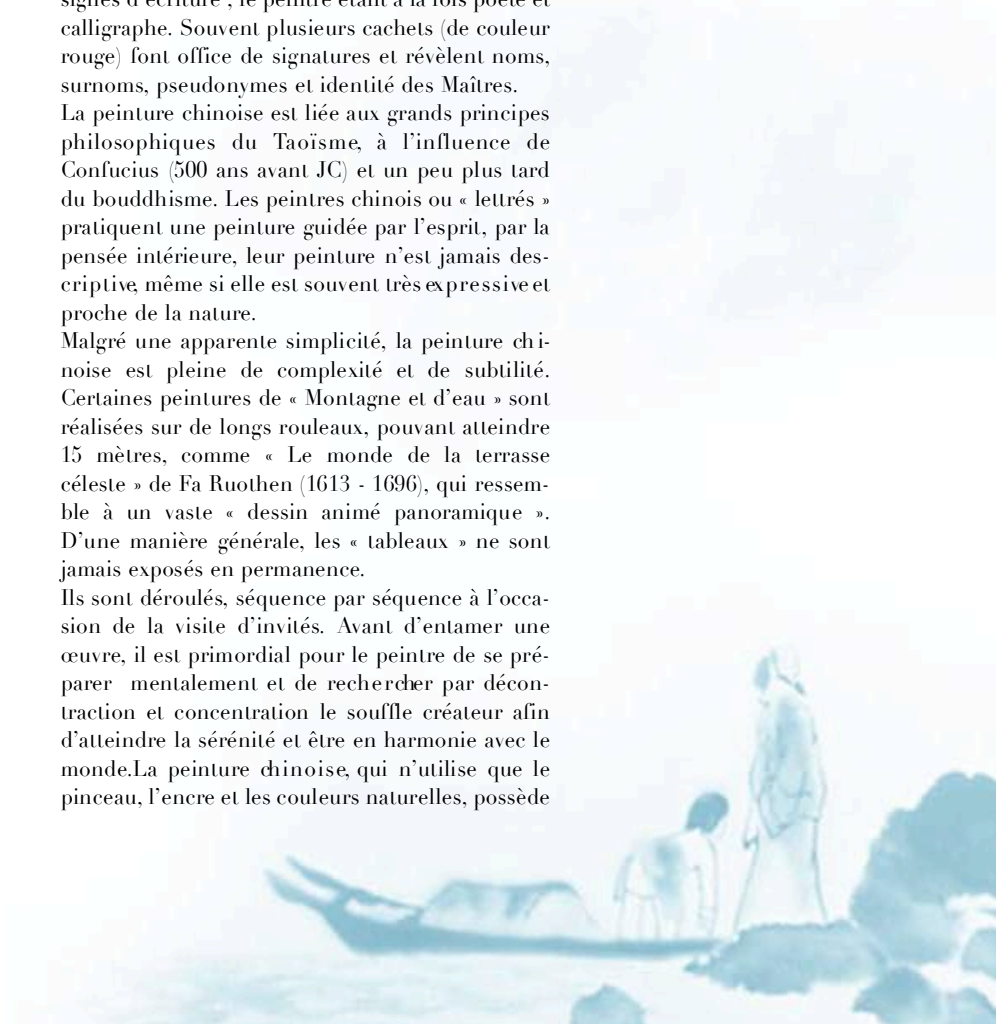 signes d'écriture ; le peintre étant à la fois poète et
calligraphe. Souvent plusieurs cachets (de couleur
rouge) font office de signatures et révèlent noms,
surnoms, pseudonymes et identité des Maîtres.
La peinture chinoise est liée aux grands principes
philosophiques du Taoïsme, à l'influence de
Confucius (500 ans avant JC) et un peu plus tard
du bouddhisme. Les peintres chinois ou « lettrés »
pratiquent une peinture guidée par l'esprit, par la
pensée intérieure, leur peinture n'est jamais des-
criptive, même si elle est souvent très expressive et
proche de la nature.
Malgré une apparente simplicité, la peinture chi-
noise est pleine de complexité et de subtilité.
Certaines peintures de « Montagne et d'eau » sont
réalisées sur de longs rouleaux, pouvant atteindre
15 mètres, comme « Le monde de la terrasse
céleste » de Fa Ruothen (1613 - 1696), qui ressem-
ble à un vaste « dessin animé panoramique ».
D'une manière générale, les « tableaux » ne sont
jamais exposés en permanence.
Ils sont déroulés, séquence par séquence à l'occa-
sion de la visite d'invités. Avant d'entamer une
œuvre, il est primordial pour le peintre de se pré-
parer mentalement et de rechercher par décon-
traction et concentration le souffle créateur afin
d'atteindre la sérénité et être en harmonie avec le
monde.La peinture chinoise, qui n'utilise que le
pinceau, l'encre et les couleurs naturelles, possède